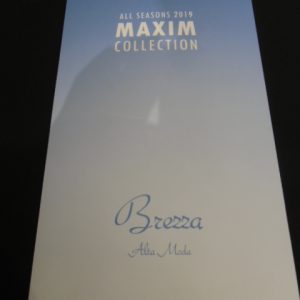 ALL SEASONS 2019
MAXIM
COLLECTION
Brezza
Alta Moda